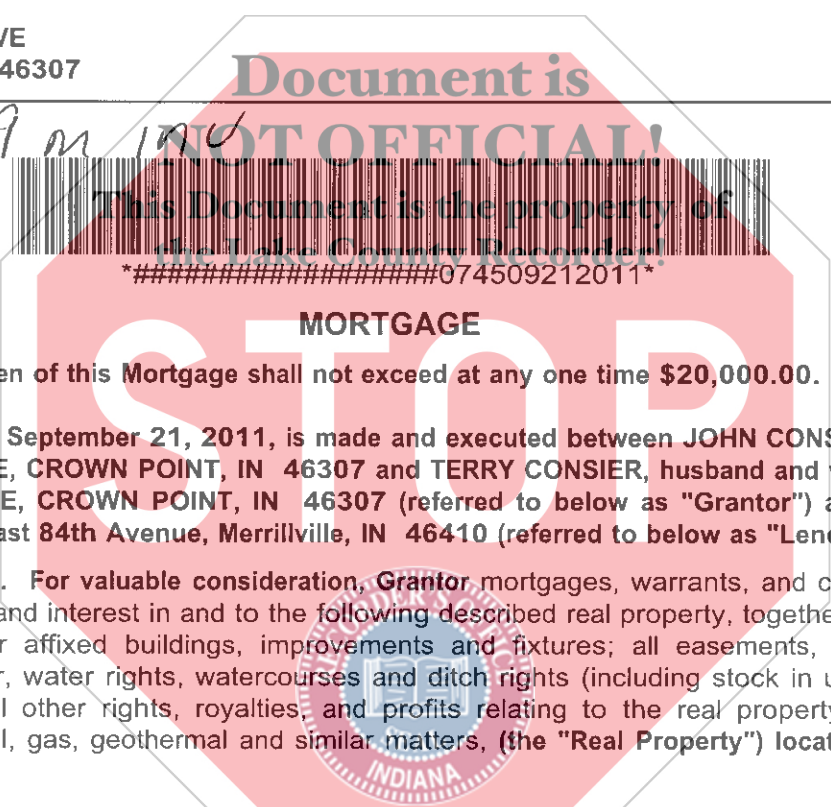 VE
46307
Document is
NOT OFFICIAL!
This Document is the property of
the Lake County Recorder!
*##################074509212011*
MORTGAGE
en of this Mortgage shall not exceed at any one time $20,000.00.
September 21, 2011, is made and executed between JOHN CONS
E, CROWN POINT, IN 46307 and TERRY CONSIER, husband and
E, CROWN POINT, IN 46307 (referred to below as "Grantor") a
ast 84th Avenue, Merrillville, IN 46410 (referred to below as "Lend
. For valuable consideration, Grantor mortgages, warrants, and c
and interest in and to the following described real property, togethe
r affixed buildings, improvements and fixtures; all easements,
r, water rights, watercourses and ditch rights (including stock in u
l other rights, royalties, and profits relating to the real property
l, gas, geothermal and similar matters, (the "Real Property") locat
STOP
INDIANA